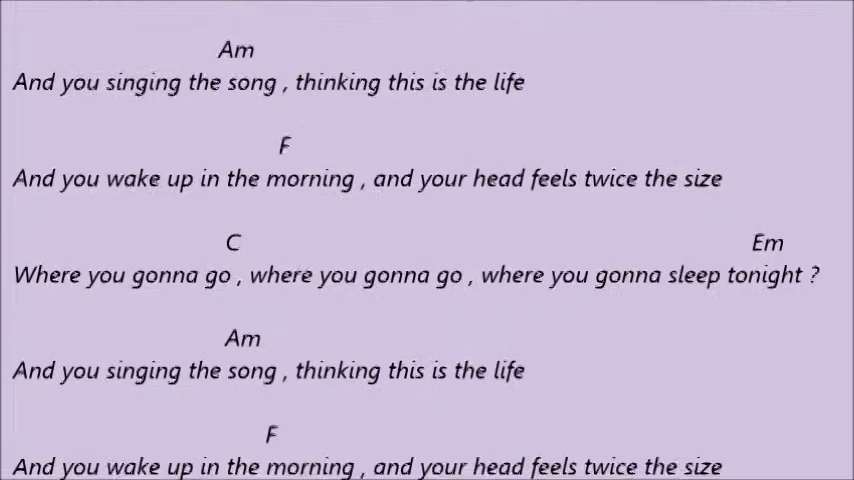 Am
And you singing the song , thinking this is the life
F
And you wake up in the morning , and your head feels twice the size
C Em
Where you gonna go , where you gonna go , where you gonna sleep tonight ?
Am
And you singing the song , thinking this is the life
F
And you wake up in the morning , and your head feels twice the size